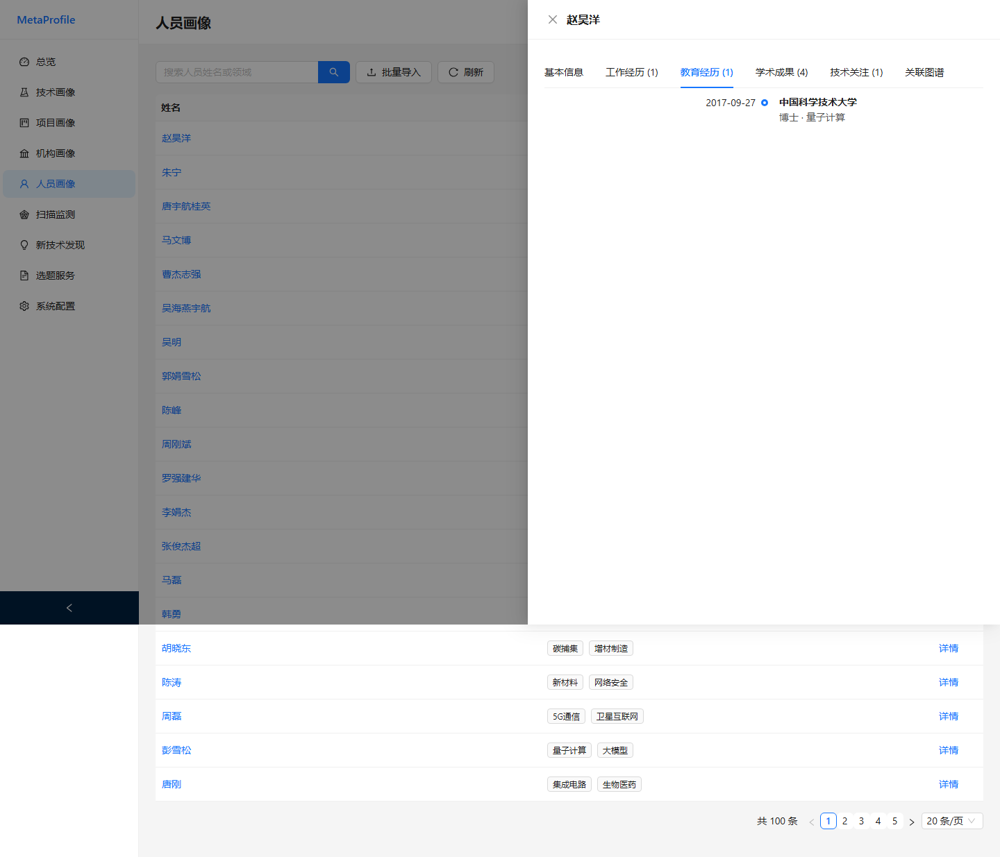 MetaProfile
总览
技术画像
项目画像
机构画像
人员画像
扫描监测
新技术发现
选题服务
系统配置
人员画像
搜索人员姓名或领域
批量导入
刷新
姓名
赵昊洋
朱宁
唐宇航桂英
马文博
曹杰志强
吴海燕宇航
吴明
郭娟雪松
陈峰
周刚斌
罗强建华
李娟杰
张俊杰超
马磊
韩勇
胡晓东 碳捕集 增材制造 详情
陈涛 新材料 网络安全 详情
周磊 5G通信 卫星互联网 详情
彭雪松 量子计算 大模型 详情
唐刚 集成电路 生物医药 详情
共 100 条 < 1 2 3 4 5 > 20 条/页
赵昊洋
基本信息 工作经历 (1) 教育经历 (1) 学术成果 (4) 技术关注 (1) 关联图谱
2017-09-27 中国科学技术大学
博士 · 量子计算